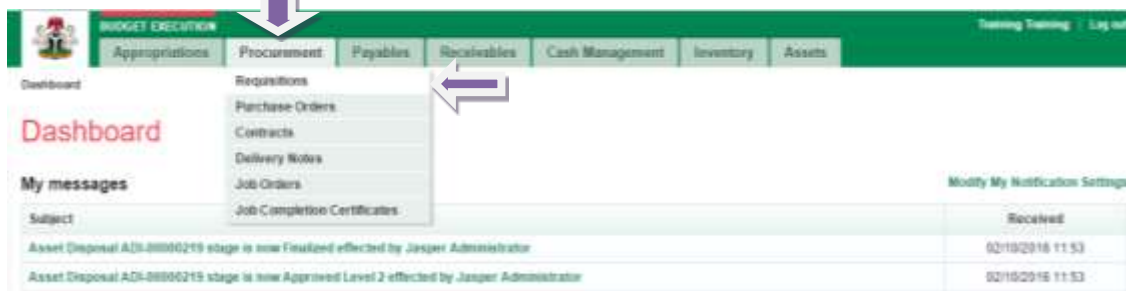 BUDGET EXECUTION
Training Training | Log out
Appropriations Procurement Payables Receivables Cash Management Inventory Assets
Dashboard
Requisitions
Purchase Orders
Dashboard
Contracts
Delivery Notes
My messages
Job Orders
Modify My Notification Settings
Job Completion Certificates
Subject
Received
Asset Disposal ADI-00000219 stage is now Finalized effected by Jasper Administrator
02/10/2016 11:53
Asset Disposal ADI-00000219 stage is now Approved Level 2 effected by Jasper Administrator
02/10/2016 11:53